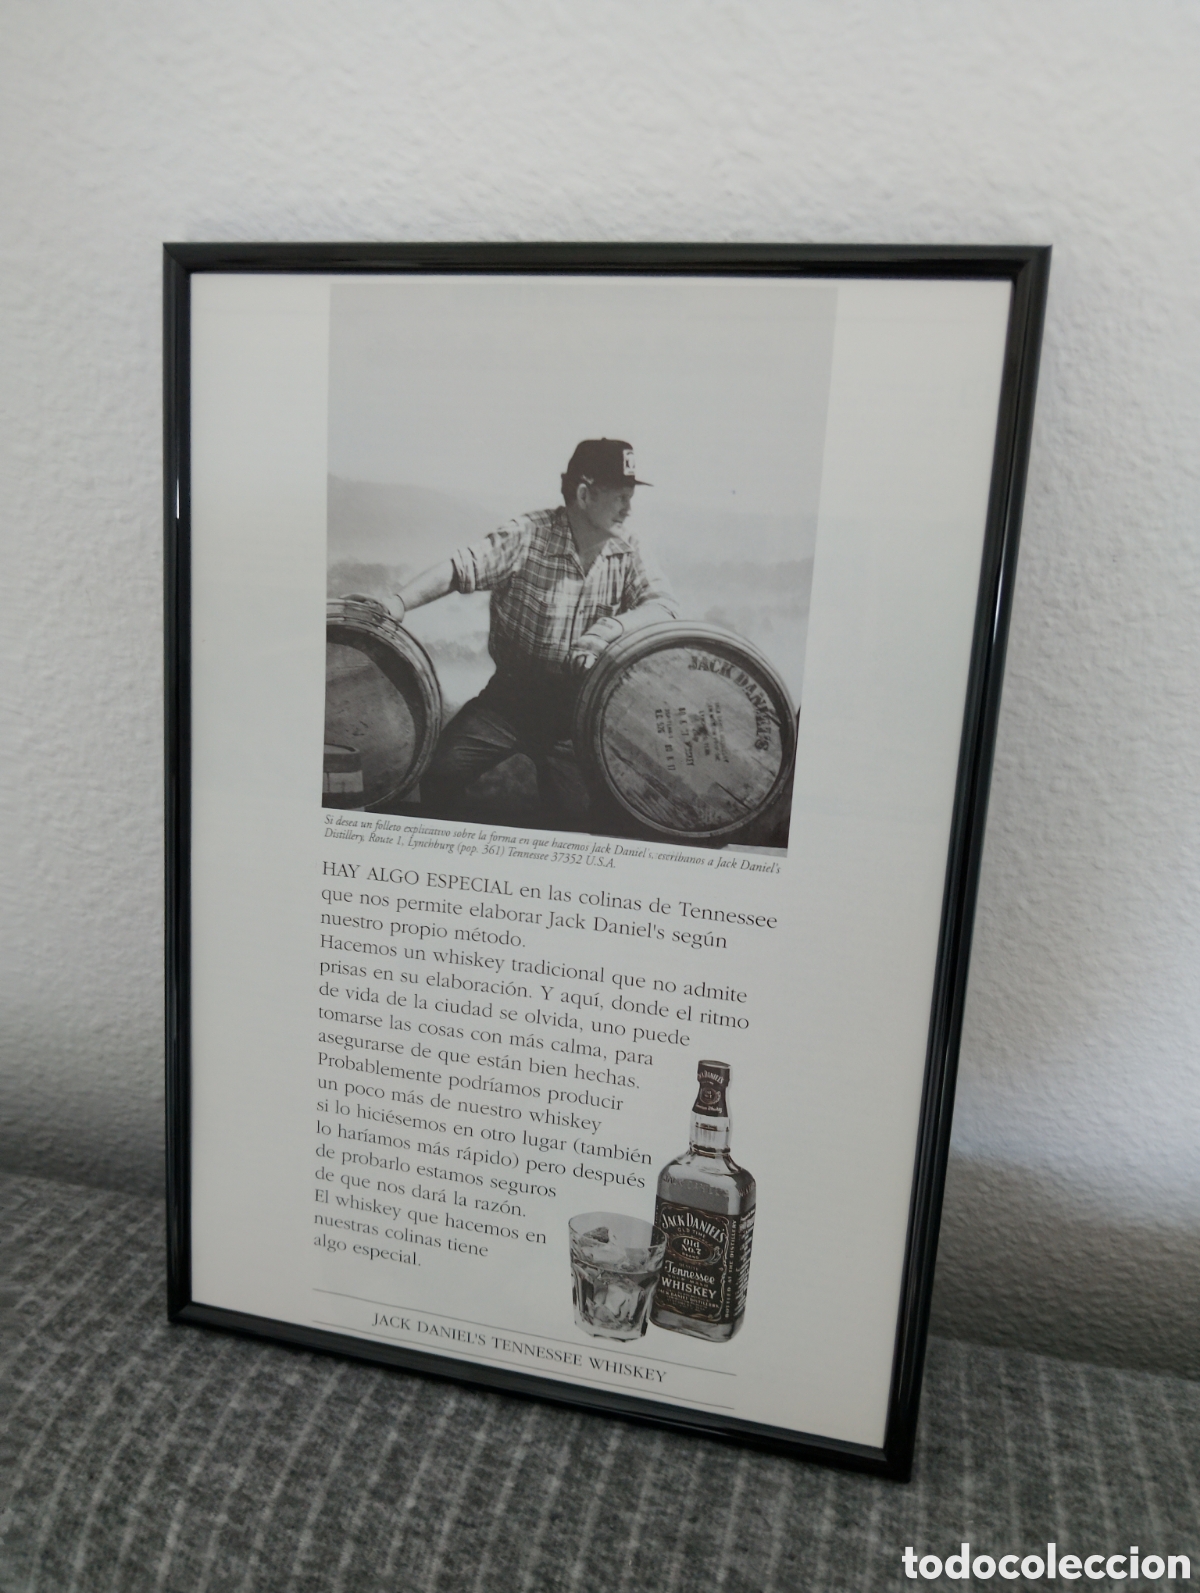 JACK DANIEL'S
Si desea un folleto explicativo sobre la forma en que hacemos Jack Daniel's, escríbanos a Jack Daniel's
Distillery, Route 1, Lynchburg (pop. 361) Tennessee 37352 U.S.A.
HAY ALGO ESPECIAL en las colinas de Tennessee
que nos permite elaborar Jack Daniel's según
nuestro propio método.
Hacemos un whiskey tradicional que no admite
prisas en su elaboración. Y aquí, donde el ritmo
de vida de la ciudad se olvida, uno puede
tomarse las cosas con más calma, para
asegurarse de que están bien hechas.
Probablemente podríamos producir
un poco más de nuestro whiskey
si lo hiciésemos en otro lugar (también
lo haríamos más rápido) pero después
de probarlo estamos seguros
de que nos dará la razón.
El whiskey que hacemos en
nuestras colinas tiene
algo especial.
JACK DANIEL'S
OLD TIME
Old
No. 7
BRAND
Tennessee
WHISKEY
JACK DANIEL'S TENNESSEE WHISKEY
todocoleccion